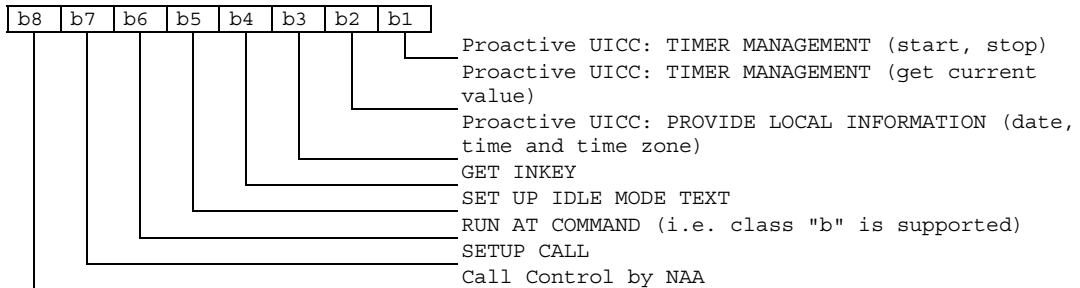 b8 b7 b6 b5 b4 b3 b2 b1
Proactive UICC: TIMER MANAGEMENT (start, stop)
Proactive UICC: TIMER MANAGEMENT (get current
value)
Proactive UICC: PROVIDE LOCAL INFORMATION (date,
time and time zone)
GET INKEY
SET UP IDLE MODE TEXT
RUN AT COMMAND (i.e. class "b" is supported)
SETUP CALL
Call Control by NAA